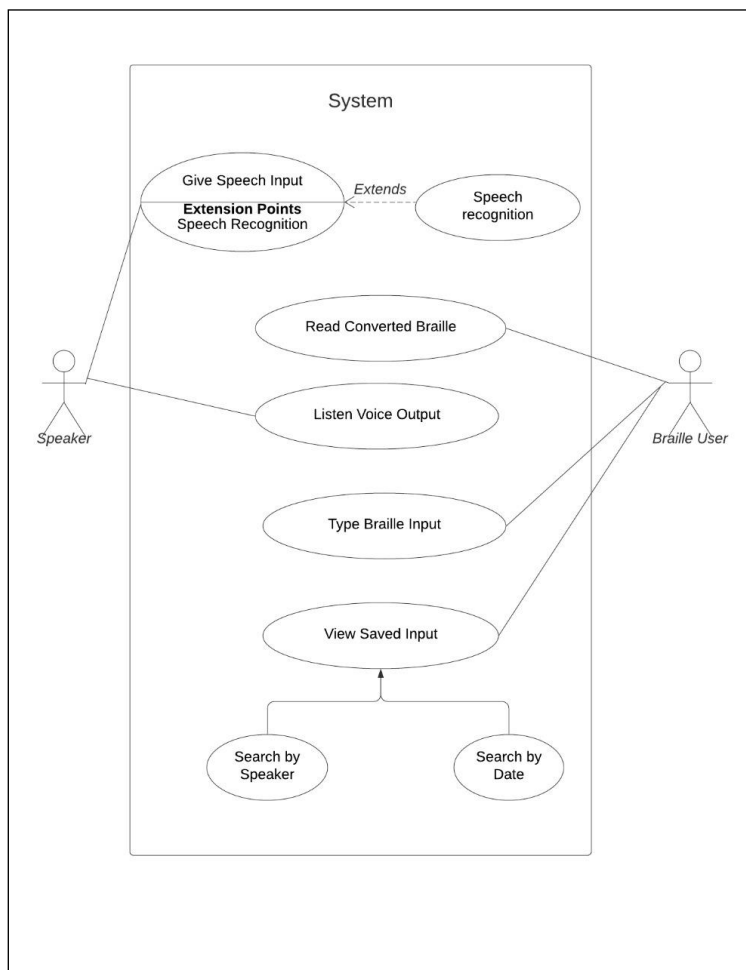 System
Give Speech Input
Extension Points
Speech Recognition
Extends
Speech
recognition
Read Converted Braille
Speaker
Listen Voice Output
Braille User
Type Braille Input
View Saved Input
Search by
Speaker
Search by
Date